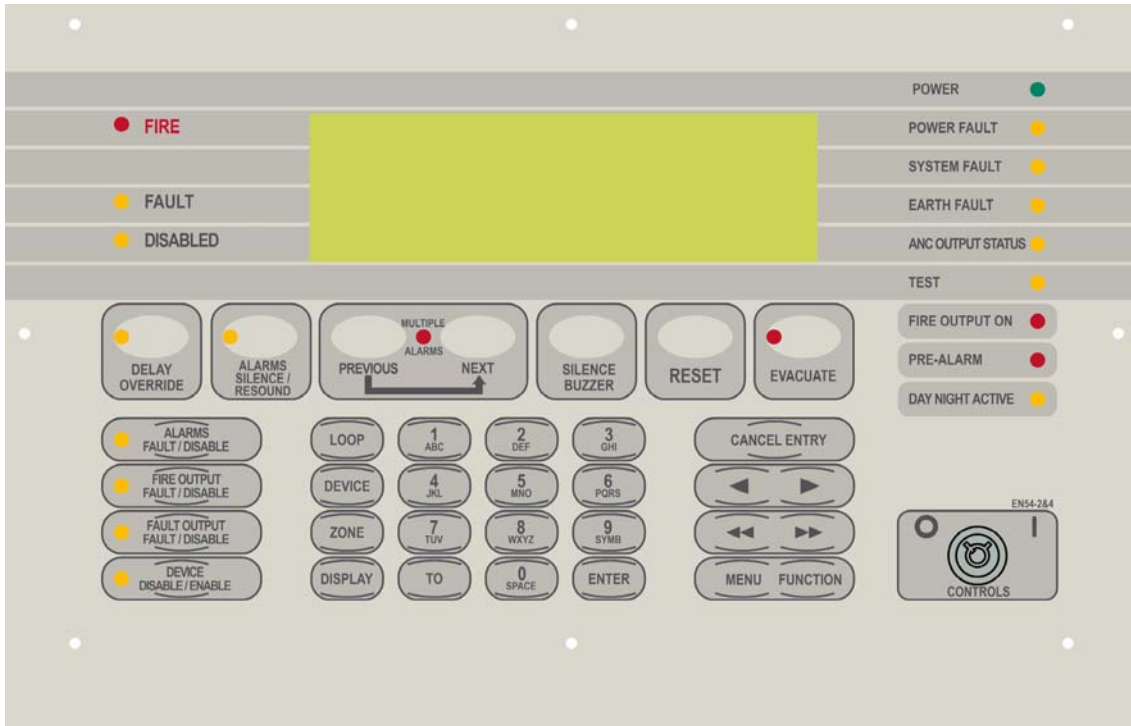 POWER
FIRE
POWER FAULT
SYSTEM FAULT
FAULT
EARTH FAULT
DISABLED
ANC OUTPUT STATUS
TEST
FIRE OUTPUT ON
PRE-ALARM
DAY NIGHT ACTIVE
DELAY
OVERRIDE
ALARMS
SILENCE /
RESOUND
MULTIPLE
ALARMS
PREVIOUS
NEXT
SILENCE
BUZZER
RESET
EVACUATE
ALARMS
FAULT / DISABLE
FIRE OUTPUT
FAULT / DISABLE
FAULT OUTPUT
FAULT / DISABLE
DEVICE
DISABLE / ENABLE
LOOP
1
ABC
2
DEF
3
GHI
DEVICE
4
JKL
5
MNO
6
PQRS
ZONE
7
TUV
8
WXYZ
9
SYMB
DISPLAY
TO
0
SPACE
ENTER
CANCEL ENTRY
MENU FUNCTION
EN54-2&4
O I
CONTROLS